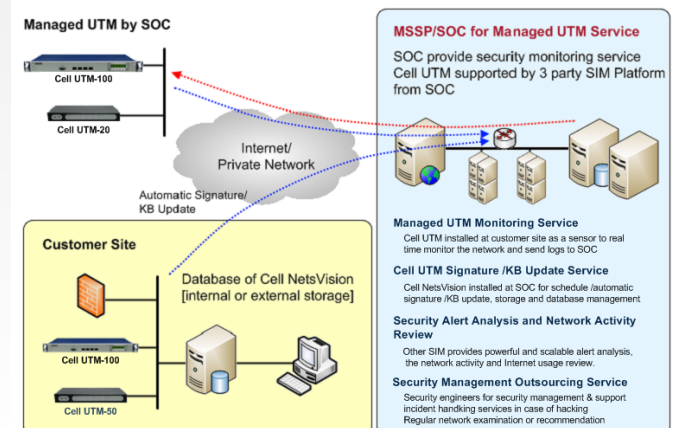 Managed UTM by SOC
Cell UTM-100
Cell UTM-20
Internet/
Private Network
Automatic Signature/
KB Update
Customer Site
Database of Cell NetsVision
[internal or external storage]
Cell UTM-100
Cell UTM-50
MSSP/SOC for Managed UTM Service
SOC provide security monitoring service
Cell UTM supported by 3 party SIM Platform
from SOC
Managed UTM Monitoring Service
Cell UTM installed at customer site as a sensor to real
time monitor the network and send logs to SOC
Cell UTM Signature /KB Update Service
Cell NetsVision installed at SOC for schedule /automatic
signature /KB update, storage and database management
Security Alert Analysis and Network Activity
Review
Other SIM provides powerful and scalable alert analysis,
the network activity and Internet usage review.
Security Management Outsourcing Service
Security engineers for security management & support
incident handking services in case of hacking
Regular network examination or recommendation